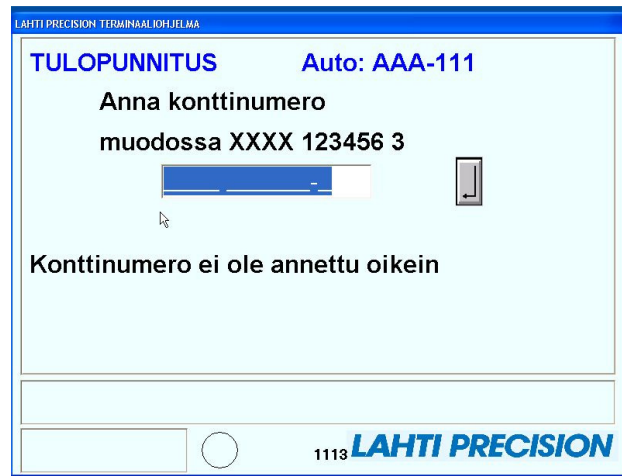 LAHTI PRECISION TERMINAALIOHJELMA
TULOPUNNITUS Auto: AAA-111
Anna konttinumero
muodossa XXXX 123456 3
Konttinumero ei ole annettu oikein
1113 LAHTI PRECISION